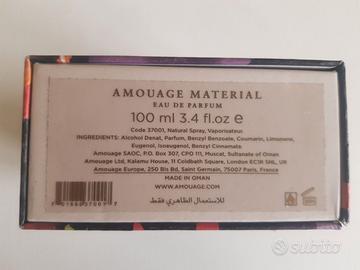 AMOUAGE MATERIAL
EAU DE PARFUM
100 ml 3.4 fl.oz e
Code 37001, Natural Spray, Vaporisateur
INGREDIENTS: Alcohol Denat, Parfum, Benzyl Benzoate, Coumarin, Limonene,
Eugenol, Isoeugenol, Benzyl Cinnamate.
Amouage SAOC, P.O. Box 307, CPO 111, Muscat, Sultanate of Oman
Amouage Ltd, Kalamu House, 11 Coldbath Square, London EC1R 5HL, UK
Amouage Europe, 250 Bis Bd, Saint Germain, 75007 Paris, France
MADE IN OMAN
WWW.AMOUAGE.COM
للاستعمال الظاهري فقط
subito